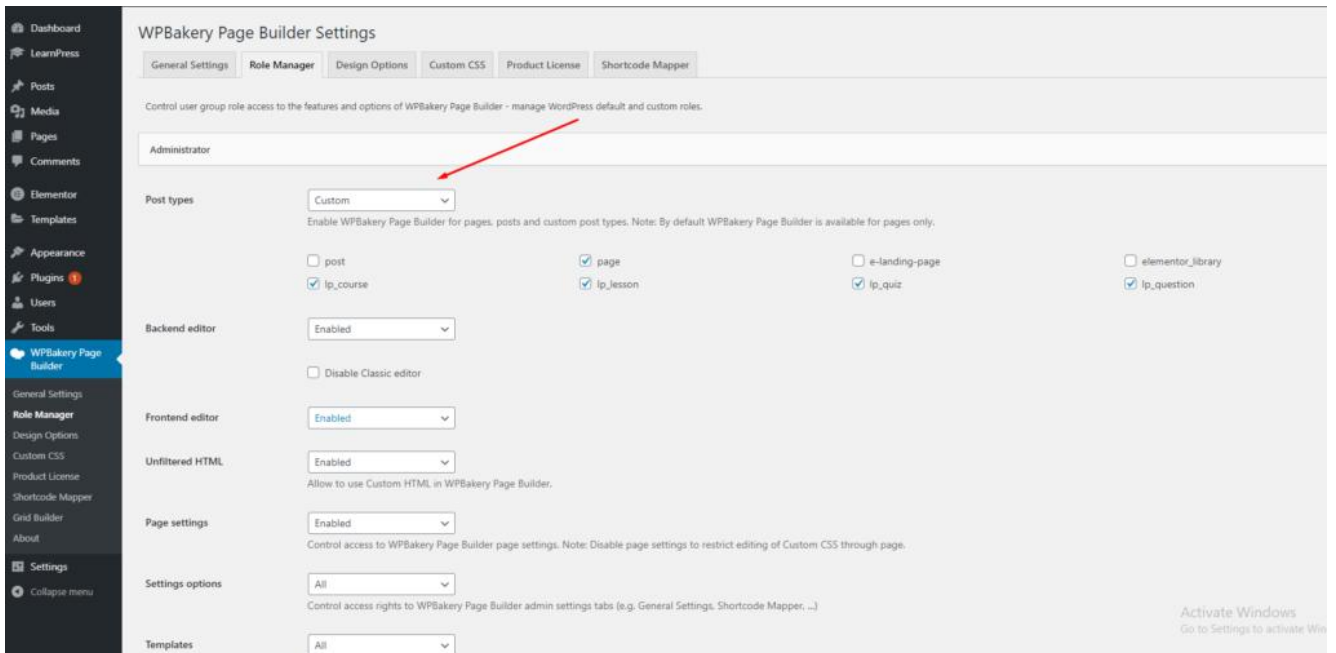 Dashboard
LearnPress
Posts
Media
Pages
Comments
Elementor
Templates
Appearance
Plugins 1
Users
Tools
WPBakery Page
Builder
General Settings
Role Manager
Design Options
Custom CSS
Product License
Shortcode Mapper
Grid Builder
About
Settings
Collapse menu
WPBakery Page Builder Settings
General Settings Role Manager Design Options Custom CSS Product License Shortcode Mapper
Control user group role access to the features and options of WPBakery Page Builder - manage WordPress default and custom roles.
Administrator
Post types Custom
Enable WPBakery Page Builder for pages, posts and custom post types. Note: By default WPBakery Page Builder is available for pages only.
post page e-landing-page elementor_library
lp_course lp_lesson lp_quiz lp_question
Backend editor Enabled
Disable Classic editor
Frontend editor Enabled
Unfiltered HTML Enabled
Allow to use Custom HTML in WPBakery Page Builder.
Page settings Enabled
Control access to WPBakery Page Builder page settings. Note: Disable page settings to restrict editing of Custom CSS through page.
Settings options All
Control access rights to WPBakery Page Builder admin settings tabs (e.g. General Settings, Shortcode Mapper, ...)
Templates All
Activate Windows
Go to Settings to activate Win